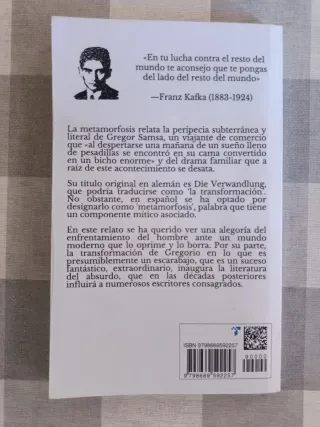 «En tu lucha contra el resto del
mundo te aconsejo que te pongas
del lado del resto del mundo»
—Franz Kafka (1883-1924)
La metamorfosis relata la peripecia subterránea y
literal de Gregor Samsa, un viajante de comercio
que «al despertarse una mañana de un sueño lleno
de pesadillas se encontró en su cama convertido
en un bicho enorme» y del drama familiar que a
raíz de este acontecimiento se desata.
Su título original en alemán es Die Verwandlung,
que podría traducirse como 'la transformación'.
No obstante, en español se ha optado por
designarlo como 'metamorfosis', palabra que tiene
un componente mítico asociado.
En este relato se ha querido ver una alegoría del
enfrentamiento del hombre ante un mundo
moderno que lo oprime y lo borra. Por su parte,
la transformación de Gregorio en lo que es
presumiblemente un escarabajo, que es un suceso
fantástico, extraordinario, inaugura la literatura
del absurdo, que en las décadas posteriores
influirá a numerosos escritores consagrados.
ISBN 9798669592257
90000
9 798669 592257